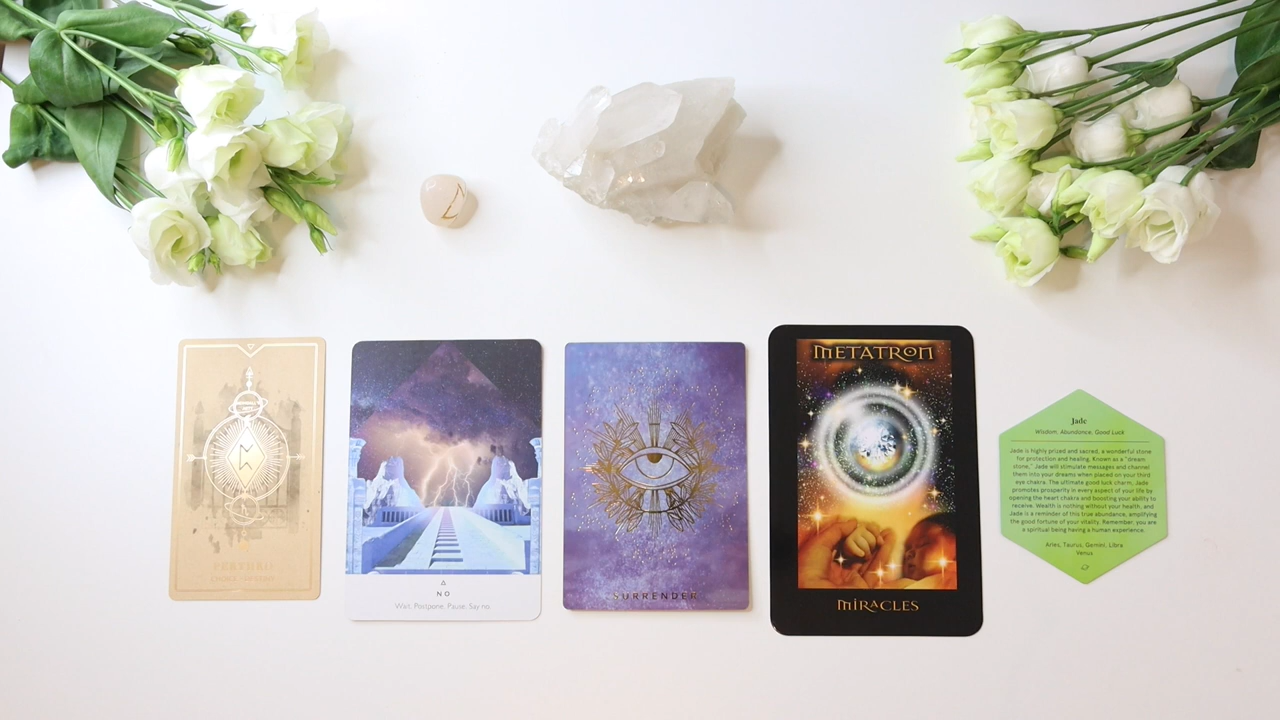 PERTHRO
NO
Wait. Postpone. Pause. Say no.
SURRENDER
METATRON
MIRACLES
Jade
Wisdom, Abundance, Good Luck
Jade is highly prized and sacred, a wonderful stone
for protection and healing. Known as a "dream
stone," Jade will stimulate messages and channel
them into your dreams when placed on your third
eye chakra. The ultimate good luck charm, Jade
promotes prosperity in every aspect of your life by
opening the heart chakra and boosting your ability to
receive. Wealth is nothing without your health, and
Jade is a reminder of this true abundance, amplifying
the good fortune of your vitality. Remember: you are
a spiritual being having a human experience.
Aries, Taurus, Gemini, Libra
Venus